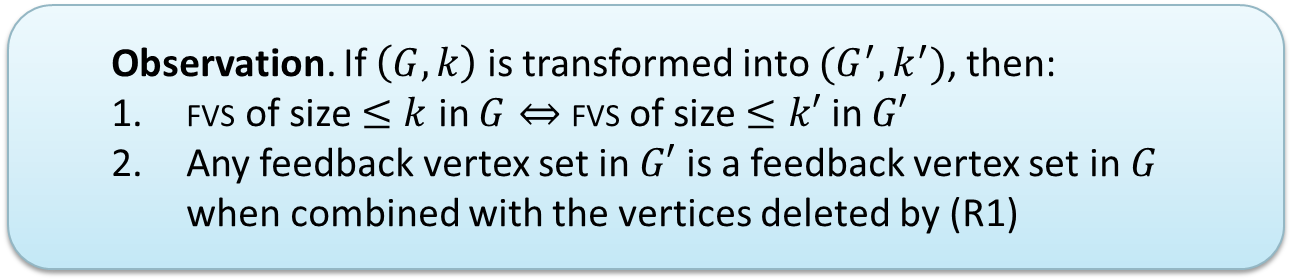 Observation. If (G, k) is transformed into (G′, k′), then:
1. FVS of size ≤ k in G ⇔ FVS of size ≤ k′ in G′
2. Any feedback vertex set in G′ is a feedback vertex set in G
when combined with the vertices deleted by (R1)